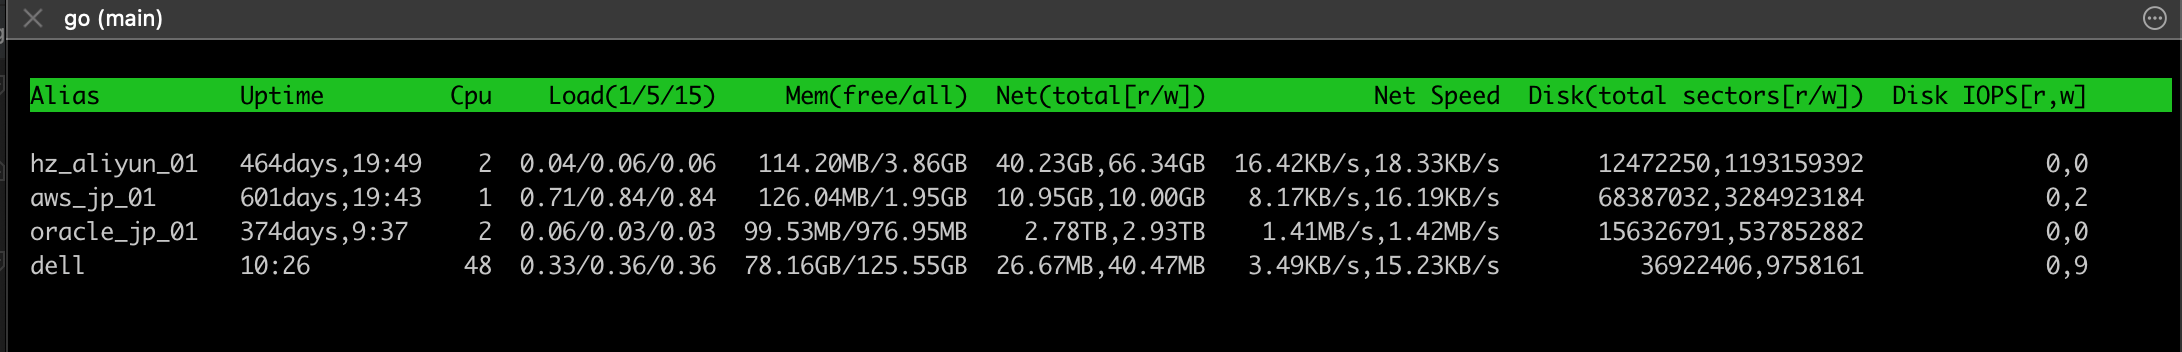 go (main)
Alias Uptime Cpu Load(1/5/15) Mem(free/all) Net(total[r/w]) Net Speed Disk(total sectors[r/w]) Disk IOPS[r,w]
hz_aliyun_01 464days,19:49 2 0.04/0.06/0.06 114.20MB/3.86GB 40.23GB,66.34GB 16.42KB/s,18.33KB/s 12472250,1193159392 0,0
aws_jp_01 601days,19:43 1 0.71/0.84/0.84 126.04MB/1.95GB 10.95GB,10.00GB 8.17KB/s,16.19KB/s 68387032,3284923184 0,2
oracle_jp_01 374days,9:37 2 0.06/0.03/0.03 99.53MB/976.95MB 2.78TB,2.93TB 1.41MB/s,1.42MB/s 156326791,537852882 0,0
dell 10:26 48 0.33/0.36/0.36 78.16GB/125.55GB 26.67MB,40.47MB 3.49KB/s,15.23KB/s 36922406,9758161 0,9